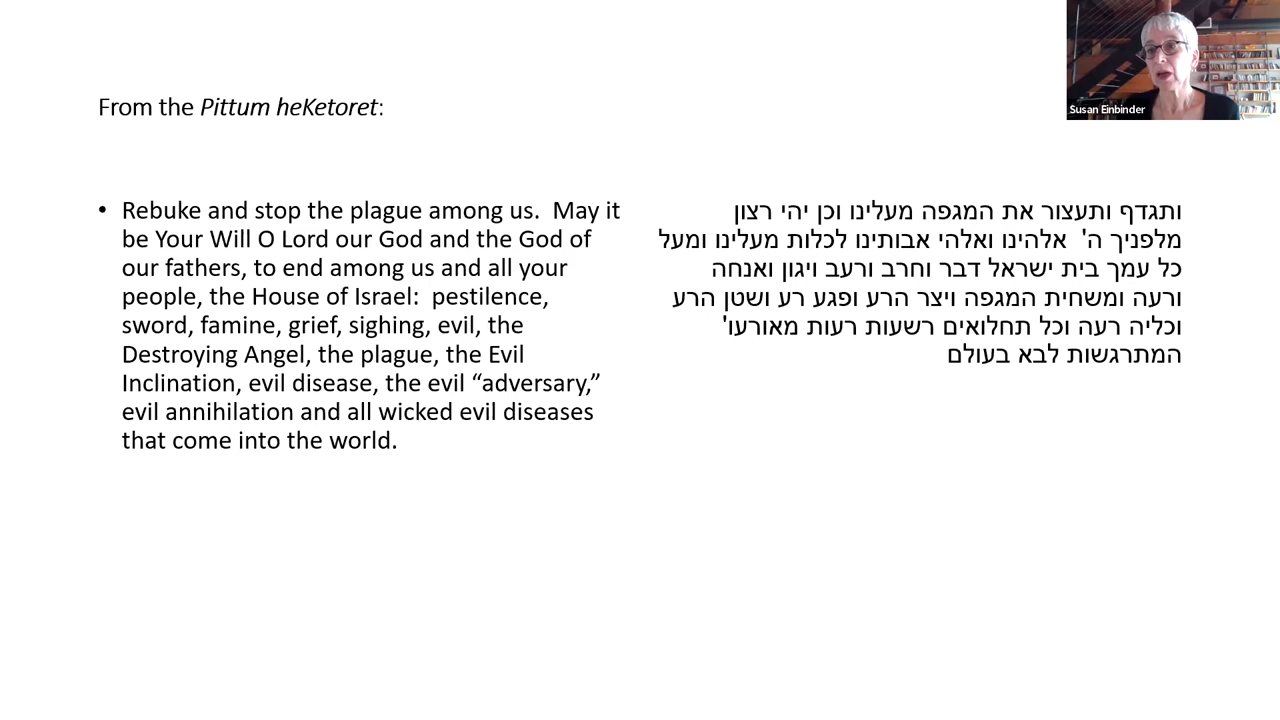 Susan Einbinder
From the Pittum heKetoret:
• Rebuke and stop the plague among us.  May it
be Your Will O Lord our God and the God of
our fathers, to end among us and all your
people, the House of Israel:  pestilence,
sword, famine, grief, sighing, evil, the
Destroying Angel, the plague, the Evil
Inclination, evil disease, the evil “adversary,”
evil annihilation and all wicked evil diseases
that come into the world.
ותגדף ותעצור את המגפה מעלינו וכן יהי רצון
מלפניך ה'  אלהינו ואלהי אבותינו לכלות מעלינו ומעל
כל עמך בית ישראל דבר וחרב ורעב ויגון ואנחה
ורעה ומשחית המגפה ויצר הרע ופגע רע ושטן הרע
וכליה רעה וכל תחלואים רשעות רעות מאורעו'
המתרגשות לבא בעולם